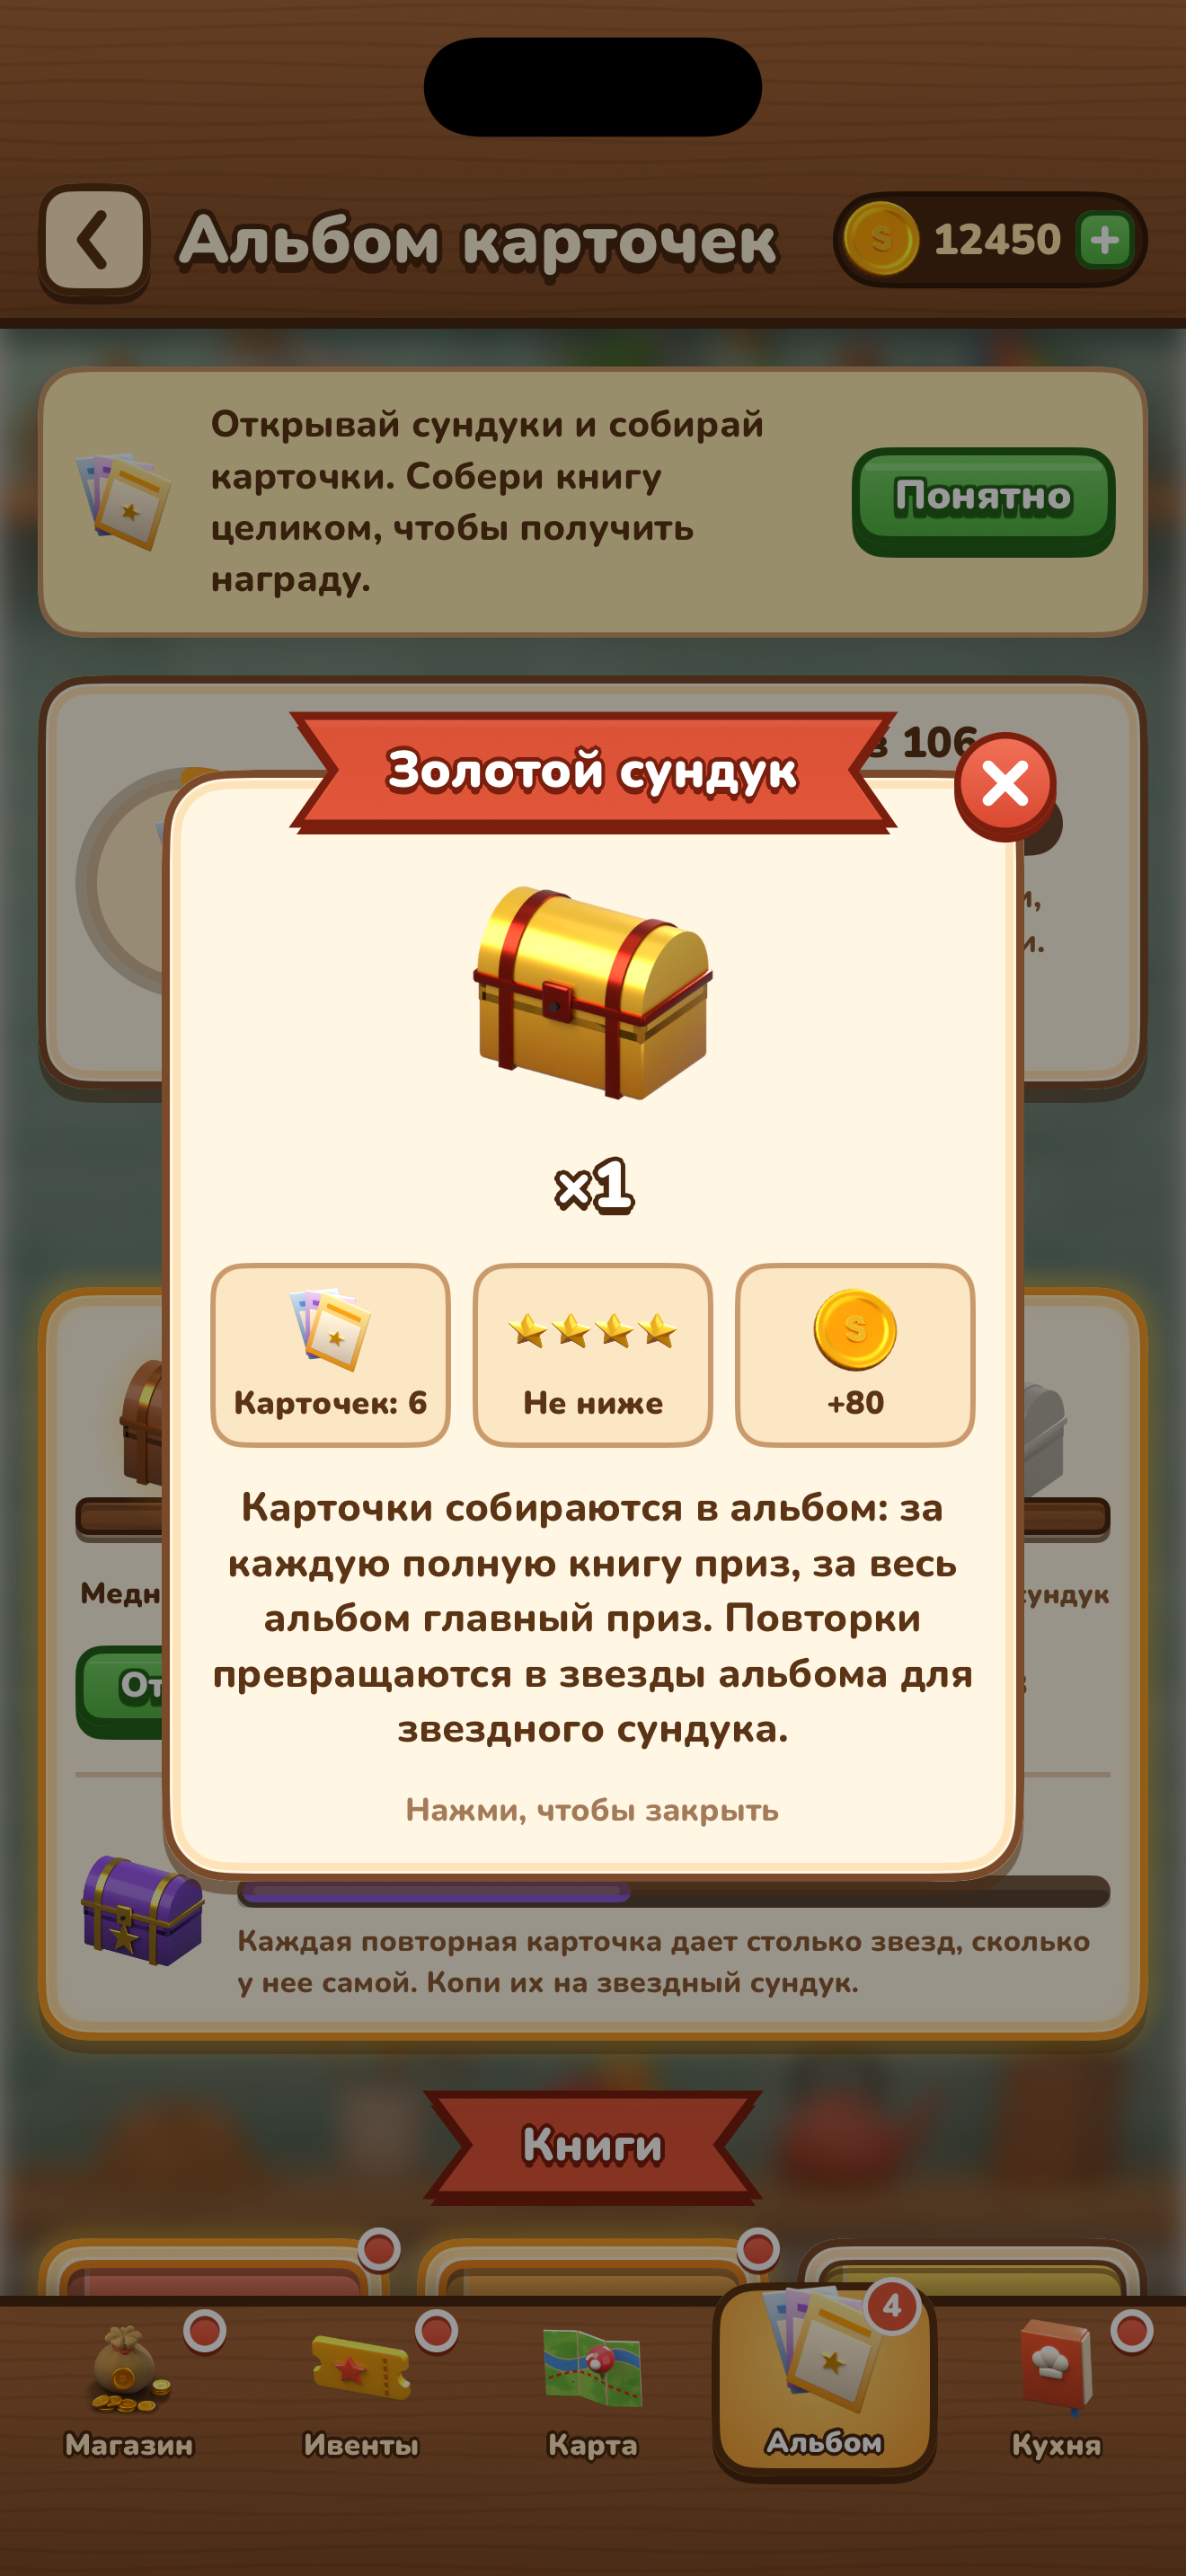 Альбом карточек
12450
Открывай сундуки и собирай
карточки. Собери книгу
целиком, чтобы получить
награду.
Понятно
106
Золотой сундук
×1
Карточек: 6
Не ниже
+80
Карточки собираются в альбом: за
каждую полную книгу приз, за весь
альбом главный приз. Повторки
превращаются в звезды альбома для
звездного сундука.
Нажми, чтобы закрыть
Каждая повторная карточка дает столько звезд, сколько
у нее самой. Копи их на звездный сундук.
Книги
4
Магазин
Ивенты
Карта
Альбом
Кухня